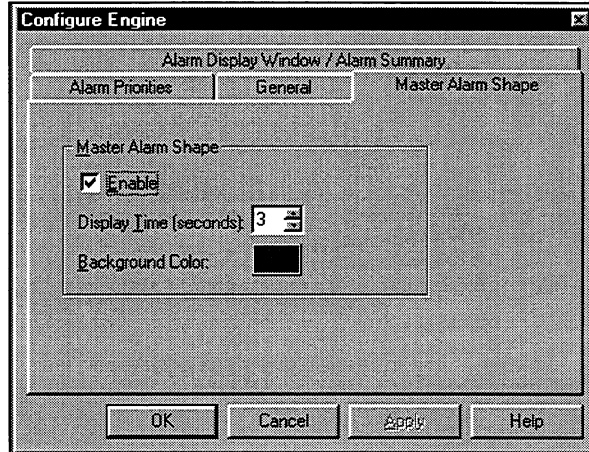 Configure Engine
Alarm Display Window / Alarm Summary
Alarm Priorities General Master Alarm Shape
Master Alarm Shape
Enable
Display Time (seconds): 3
Background Color:
OK Cancel Apply Help